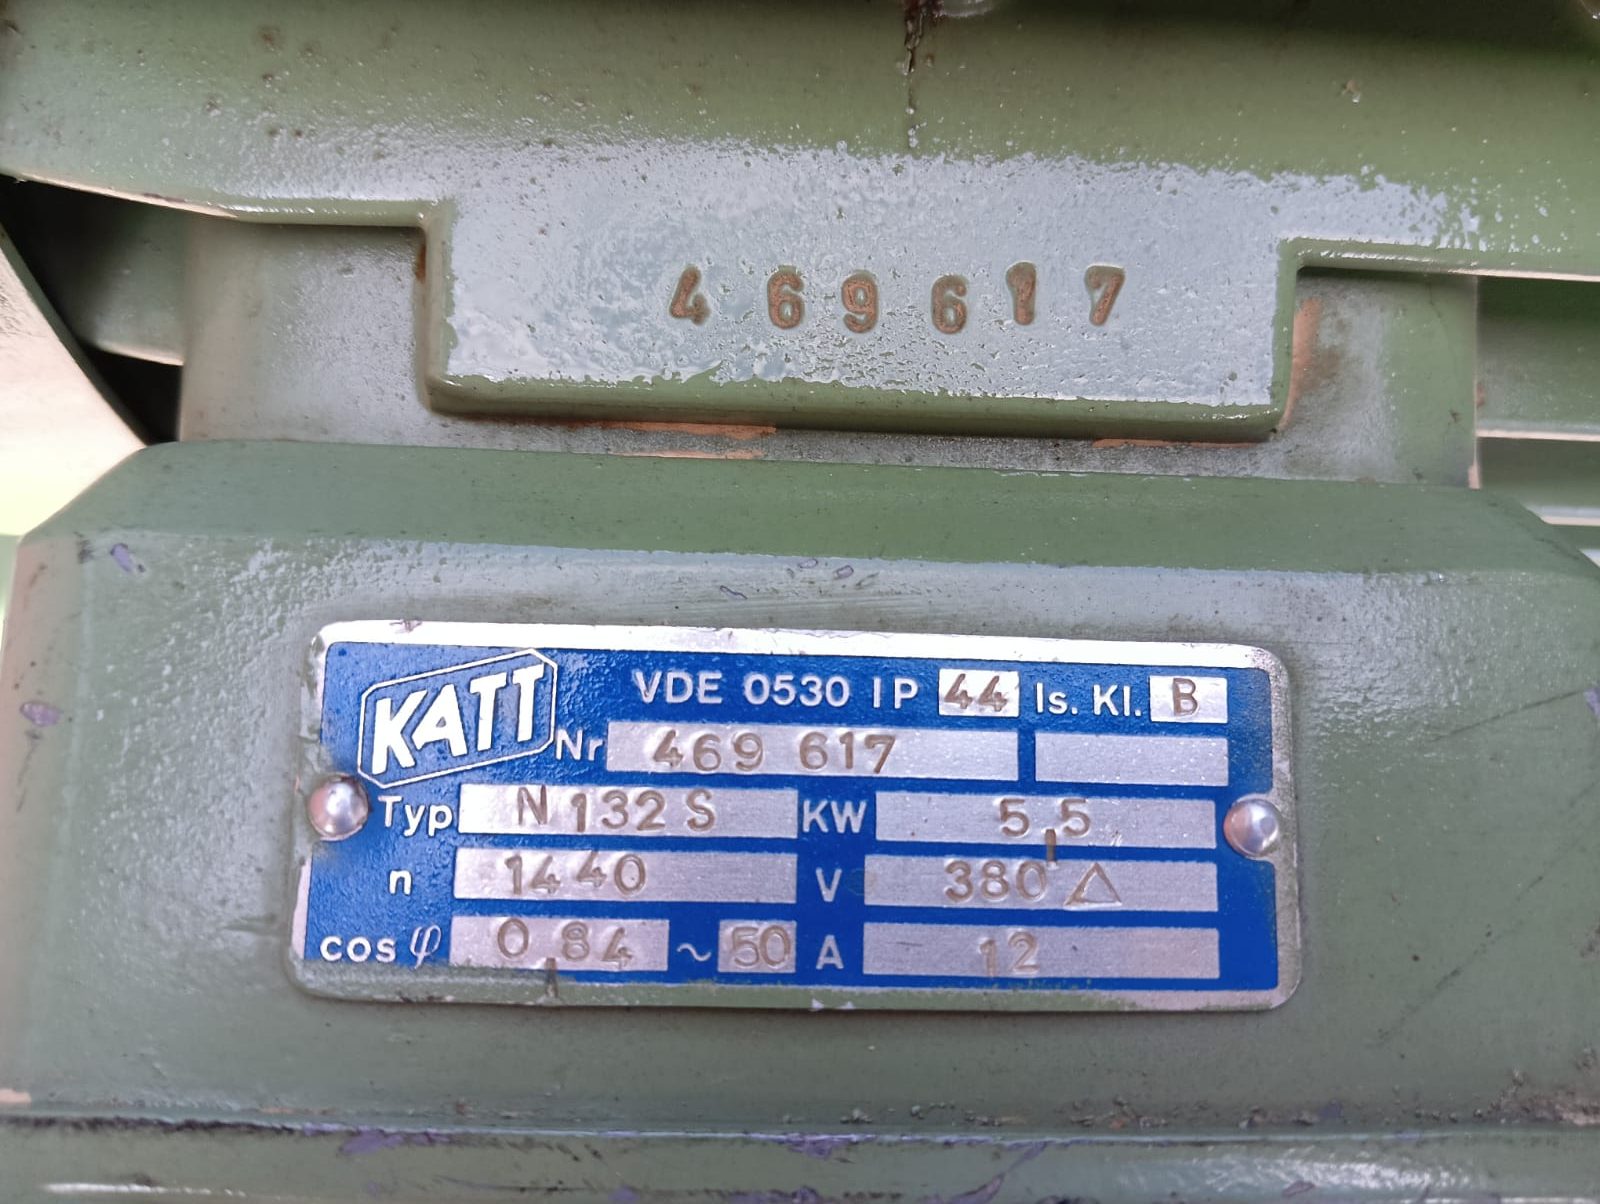 469617
KATT VDE 0530 IP 44 Is. Kl. B
Nr 469 617
Typ N 132 S KW 5,5
n 1440 V 380 △
cos φ 0,84 ~ 50 A 12